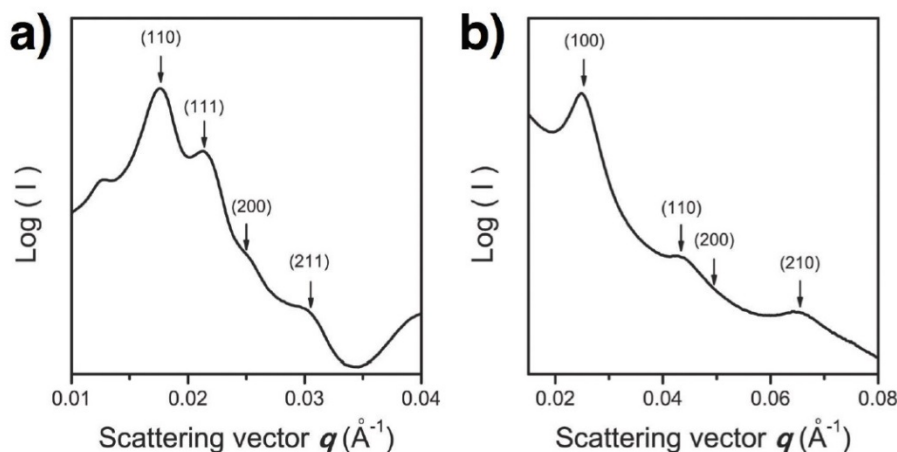 a)
(110)
(111)
(200)
(211)
Log ( I )
0.01 0.02 0.03 0.04
Scattering vector q (Å⁻¹)
b)
(100)
(110)
(200)
(210)
Log ( I )
0.02 0.04 0.06 0.08
Scattering vector q (Å⁻¹)